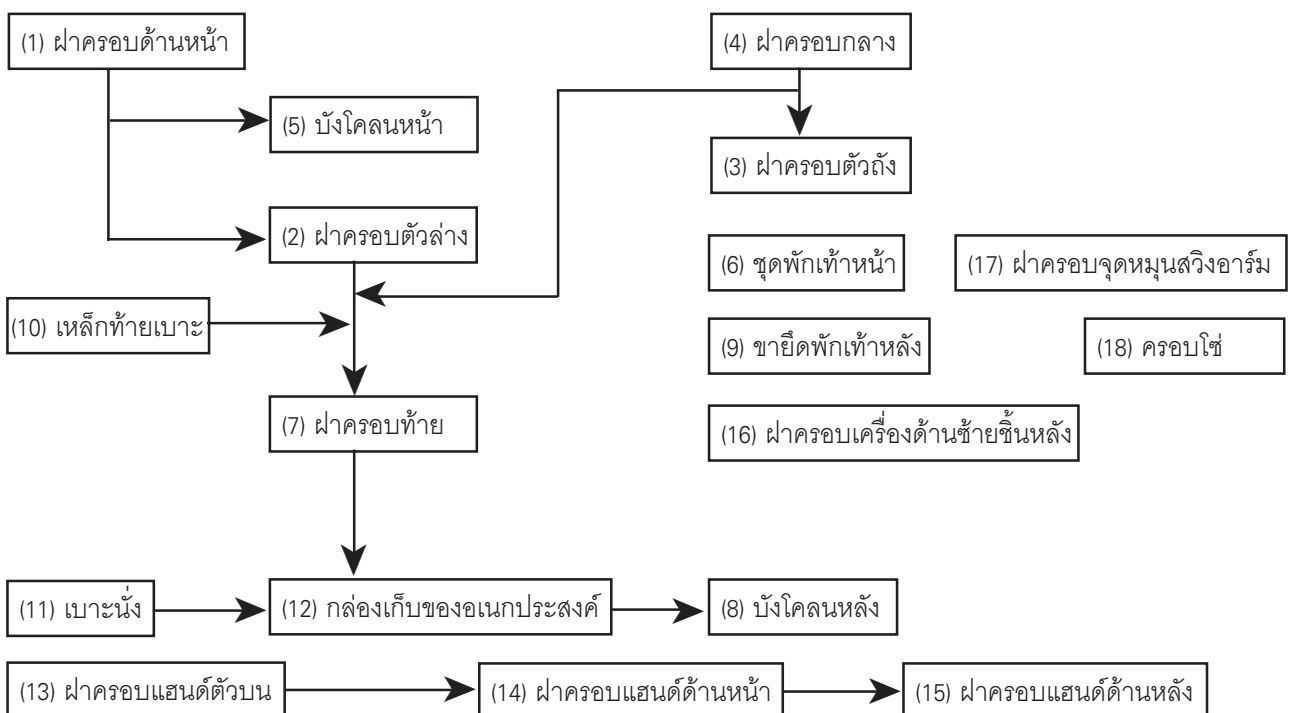 (1) ฝาครอบด้านหน้า
(4) ฝาครอบกลาง
(5) บังโคลนหน้า
(3) ฝาครอบตัวถัง
(2) ฝาครอบตัวล่าง
(6) ชุดพักเท้าหน้า
(17) ฝาครอบจุดหมุนสวิงอาร์ม
(10) เหล็กท้ายเบาะ
(9) ขายึดพักเท้าหลัง
(18) ครอบโซ่
(7) ฝาครอบท้าย
(16) ฝาครอบเครื่องด้านซ้ายชิ้นหลัง
(11) เบาะนั่ง
(12) กล่องเก็บของอเนกประสงค์
(8) บังโคลนหลัง
(13) ฝาครอบแฮนด์ตัวบน
(14) ฝาครอบแฮนด์ด้านหน้า
(15) ฝาครอบแฮนด์ด้านหลัง